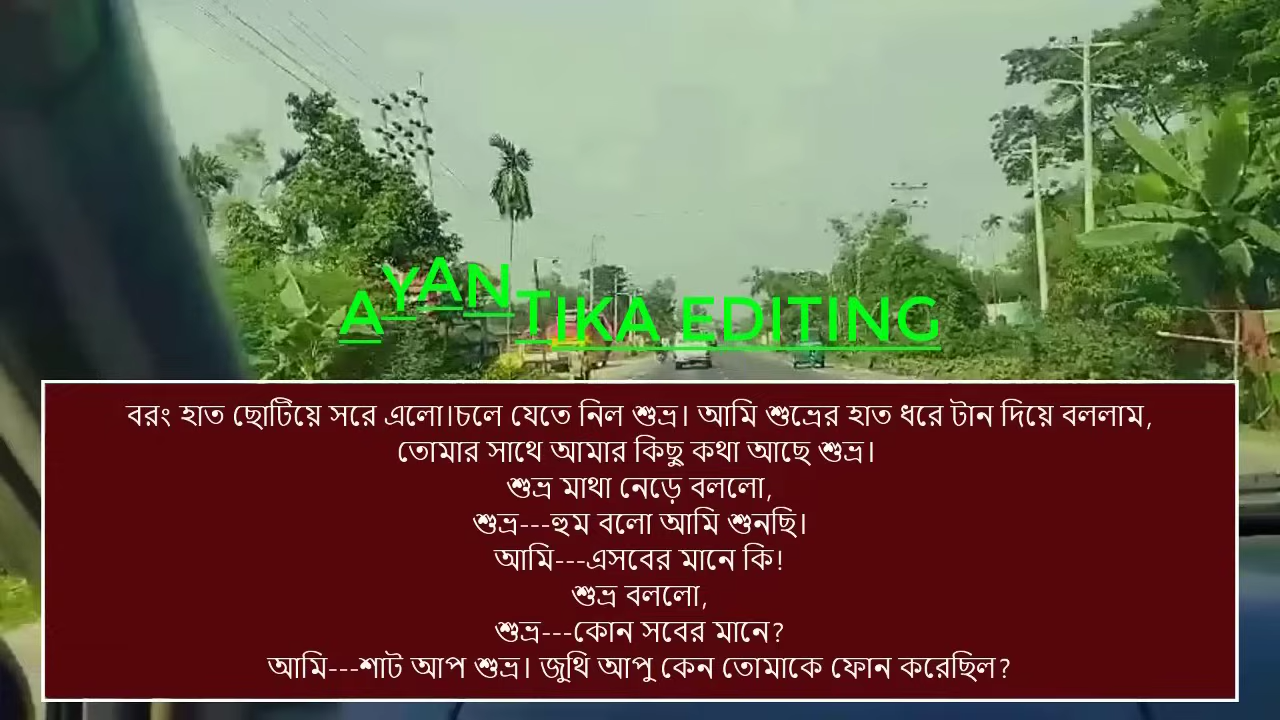 AYANTIKA EDITING
বরং হাত ছোটিয়ে সরে এলো।চলে যেতে নিল শুভ্র। আমি শুভ্রের হাত ধরে টান দিয়ে বললাম,
তোমার সাথে আমার কিছু কথা আছে শুভ্র।
শুভ্র মাথা নেড়ে বললো,
শুভ্র---হুম বলো আমি শুনছি।
আমি---এসবের মানে কি!
শুভ্র বললো,
শুভ্র---কোন সবের মানে?
আমি---শাট আপ শুভ্র। জুথি আপু কেন তোমাকে ফোন করেছিল?